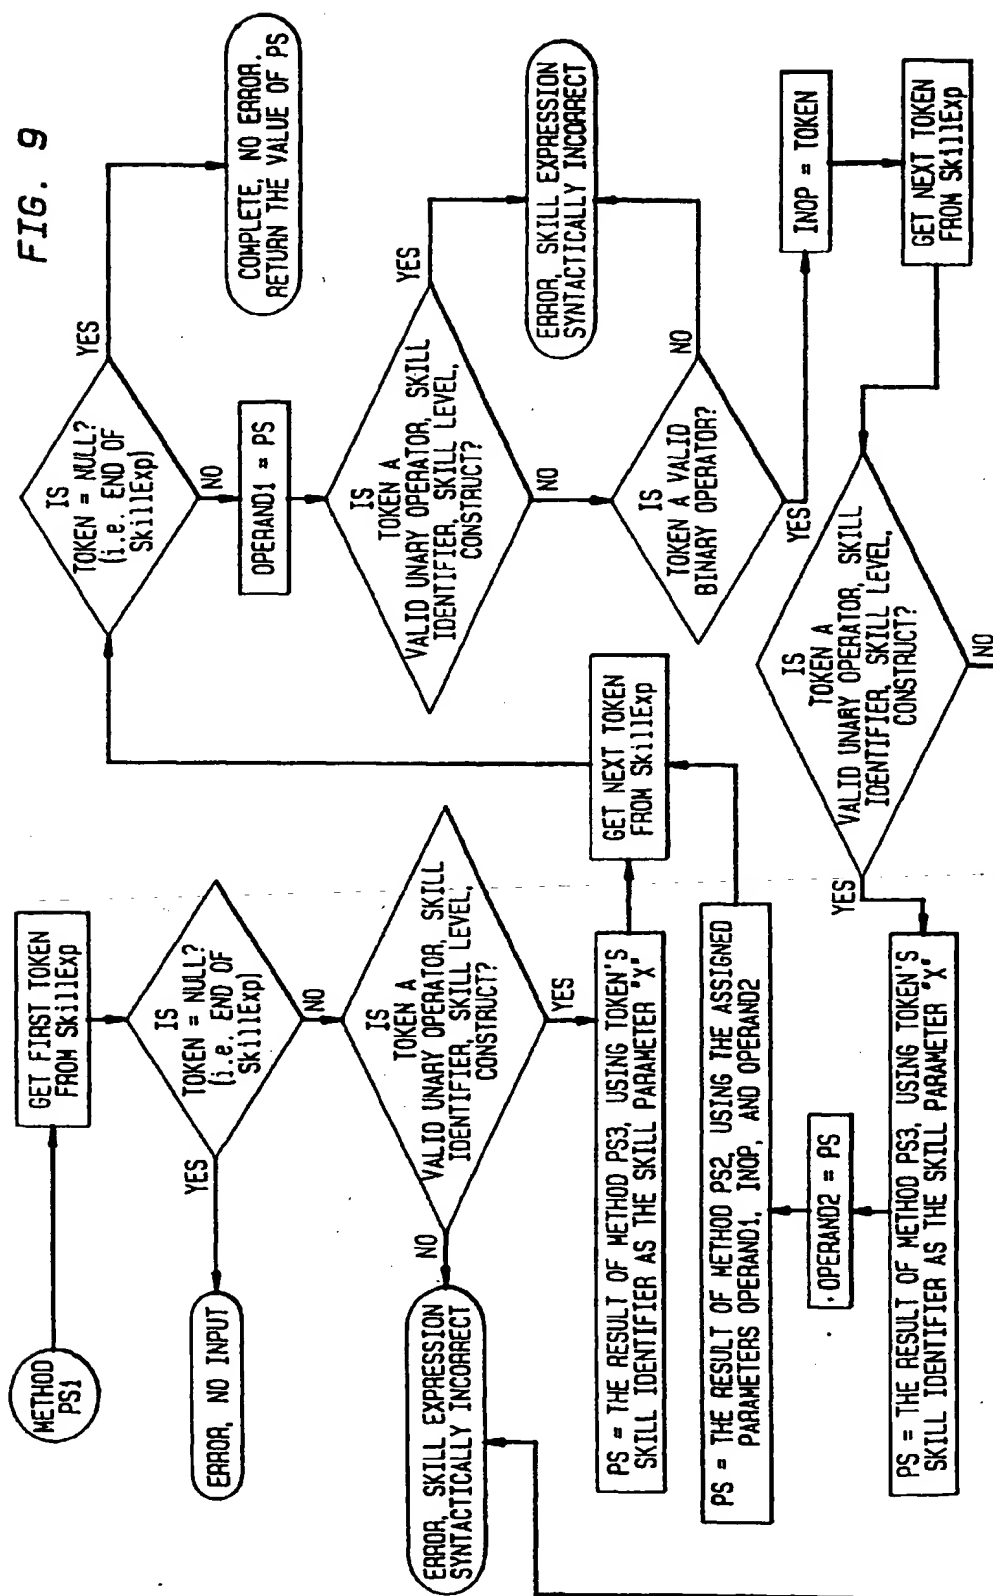 FIG. 9
METHOD
PS1
GET FIRST TOKEN
FROM SkillExp
IS
TOKEN = NULL?
(i.e. END OF
SkillExp)
YES
NO
ERROR, NO INPUT
IS
TOKEN A
VALID UNARY OPERATOR, SKILL
IDENTIFIER, SKILL LEVEL,
CONSTRUCT?
NO
YES
ERROR, SKILL EXPRESSION
SYNTACTICALLY INCORRECT
PS = THE RESULT OF METHOD PS3, USING TOKEN'S
SKILL IDENTIFIER AS THE SKILL PARAMETER "X"
GET NEXT TOKEN
FROM SkillExp
IS
TOKEN = NULL?
(i.e. END OF
SkillExp)
YES
NO
COMPLETE, NO ERROR.
RETURN THE VALUE OF PS
OPERAND1 = PS
IS
TOKEN A
VALID UNARY OPERATOR, SKILL
IDENTIFIER, SKILL LEVEL,
CONSTRUCT?
YES
NO
ERROR, SKILL EXPRESSION
SYNTACTICALLY INCORRECT
IS
TOKEN A VALID
BINARY OPERATOR?
NO
YES
INOP = TOKEN
GET NEXT TOKEN
FROM SkillExp
IS
TOKEN A
VALID UNARY OPERATOR, SKILL
IDENTIFIER, SKILL LEVEL,
CONSTRUCT?
YES
NO
PS = THE RESULT OF METHOD PS3, USING TOKEN'S
SKILL IDENTIFIER AS THE SKILL PARAMETER "X"
OPERAND2 = PS
PS = THE RESULT OF METHOD PS2, USING THE ASSIGNED
PARAMETERS OPERAND1, INOP, AND OPERAND2